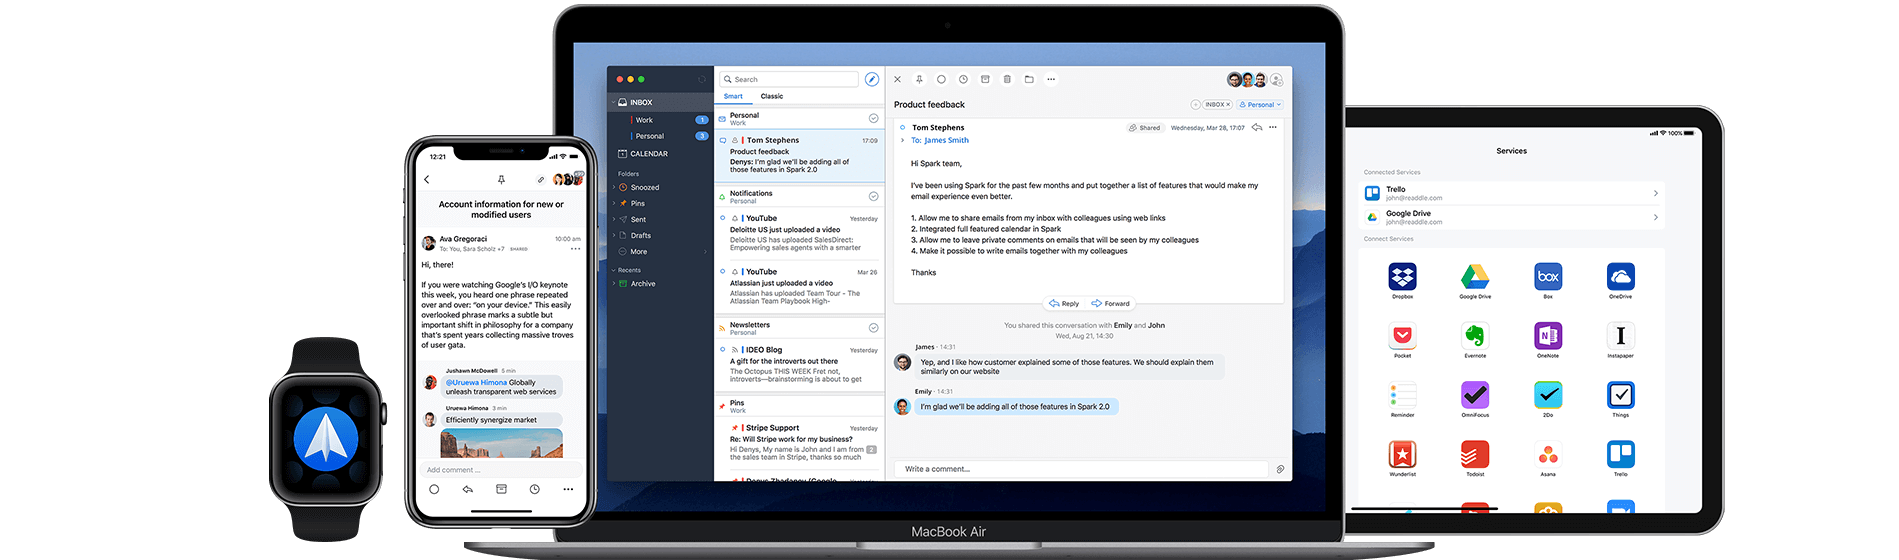 12:21
Account information for new or
modified users
Ava Gregoraci
10:00 am
To: You, Sara Scholz +7 SHARED
Hi, there!
If you were watching Google's I/O keynote
this week, you heard one phrase repeated
over and over: "on your device." This easily
overlooked phrase marks a subtle but
important shift in philosophy for a company
that's spent years collecting massive troves
of user gata.
Jushawn McDowell 5 min
@Uruewa Himona Globally
unleash transparent web services
Uruewa Himona 3 min
Efficiently synergize market
Add comment ...
INBOX
Work 1
Personal 3
CALENDAR
Folders
Snoozed
Pins
Sent
Drafts
More
Recents
Archive
Search
Smart Classic
Personal
Work
Tom Stephens 17:09
Product feedback
Denys: I'm glad we'll be adding all of
those features in Spark 2.0
Notifications
Personal
YouTube Yesterday
Deloitte US just uploaded a video
Deloitte US has uploaded SalesDirect:
Empowering sales agents with a smarter
YouTube Mar 26
Atlassian just uploaded a video
Atlassian has uploaded Team Tour - The
Atlassian Team Playbook High-
Newsletters
Personal
IDEO Blog Yesterday
A gift for the introverts out there
The Octopus THIS WEEK Fret not,
introverts—brainstorming is about to get
Pins
Work
Stripe Support Yesterday
Re: Will Stripe work for my business?
Hi Denys, My name is John and I am from
the sales team in Stripe, thanks so much 2
Denys Zhadanov (Google
Product feedback
INBOX Personal
Tom Stephens
Shared Wednesday, Mar 26, 17:07
To: James Smith
Hi Spark team,
I've been using Spark for the past few months and put together a list of features that would make my
email experience even better.
1. Allow me to share emails from my inbox with colleagues using web links
2. Integrated full featured calendar in Spark
3. Allow me to leave private comments on emails that will be seen by my colleagues
4. Make it possible to write emails together with my colleagues
Thanks
Reply Forward
You shared this conversation with Emily and John
Wed, Aug 21, 14:30
James · 14:31
Yep, and I like how customer explained some of those features. We should explain them
similarly on our website
Emily · 14:31
I'm glad we'll be adding all of those features in Spark 2.0
Write a comment...
MacBook Air
100%
Services
Connected Services
Trello
john@readdle.com
Google Drive
john@readdle.com
Connect Services
Dropbox Google Drive Box OneDrive
box
Pocket Evernote OneNote Instapaper
Reminder OmniFocus 2Do Things
Wunderlist Todoist Asana Trello